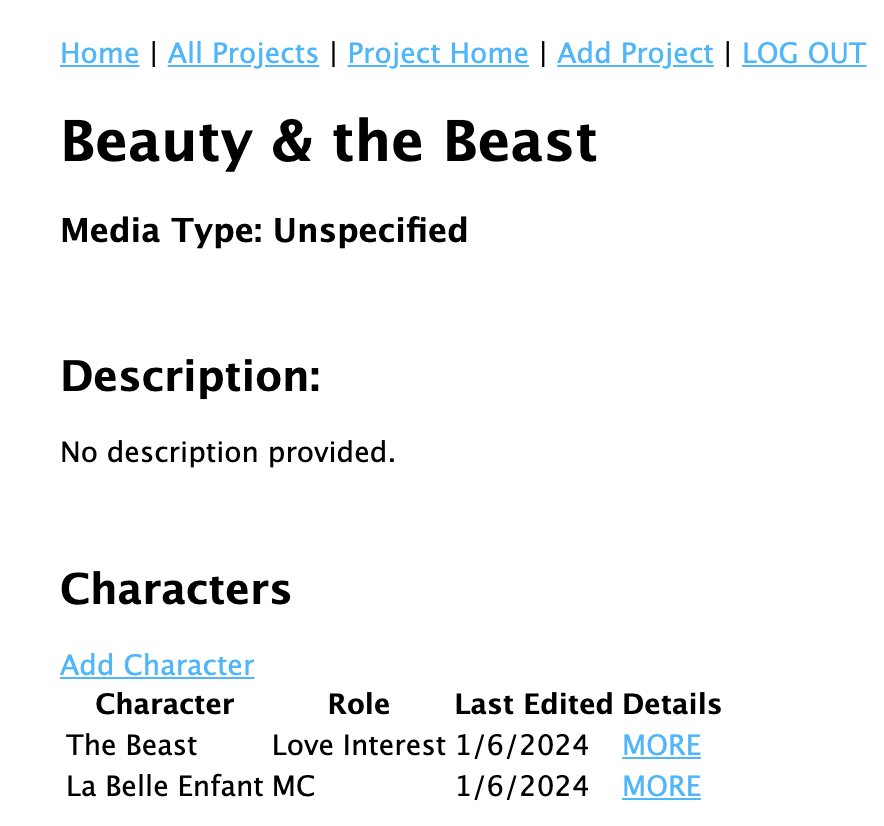 Home | All Projects | Project Home | Add Project | LOG OUT
Beauty & the Beast
Media Type: Unspecified
Description:
No description provided.
Characters
Add Character
Character Role Last Edited Details
The Beast Love Interest 1/6/2024 MORE
La Belle Enfant MC 1/6/2024 MORE